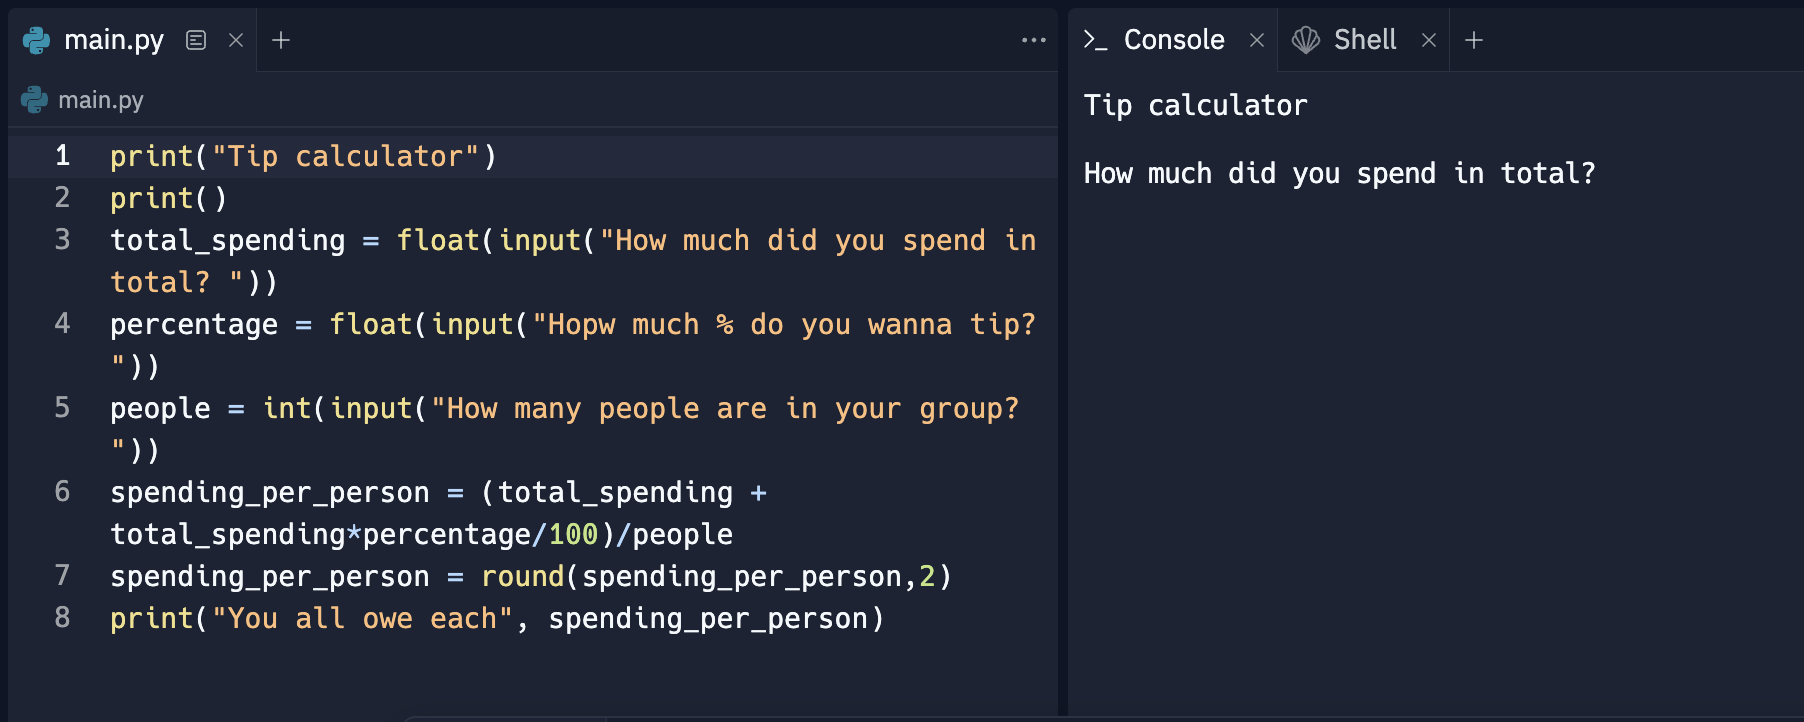 main.py
main.py
1 print("Tip calculator")
2 print()
3 total_spending = float(input("How much did you spend in
total? "))
4 percentage = float(input("Hopw much % do you wanna tip?
"))
5 people = int(input("How many people are in your group?
"))
6 spending_per_person = (total_spending +
total_spending*percentage/100)/people
7 spending_per_person = round(spending_per_person,2)
8 print("You all owe each", spending_per_person)
Console Shell
Tip calculator
How much did you spend in total?